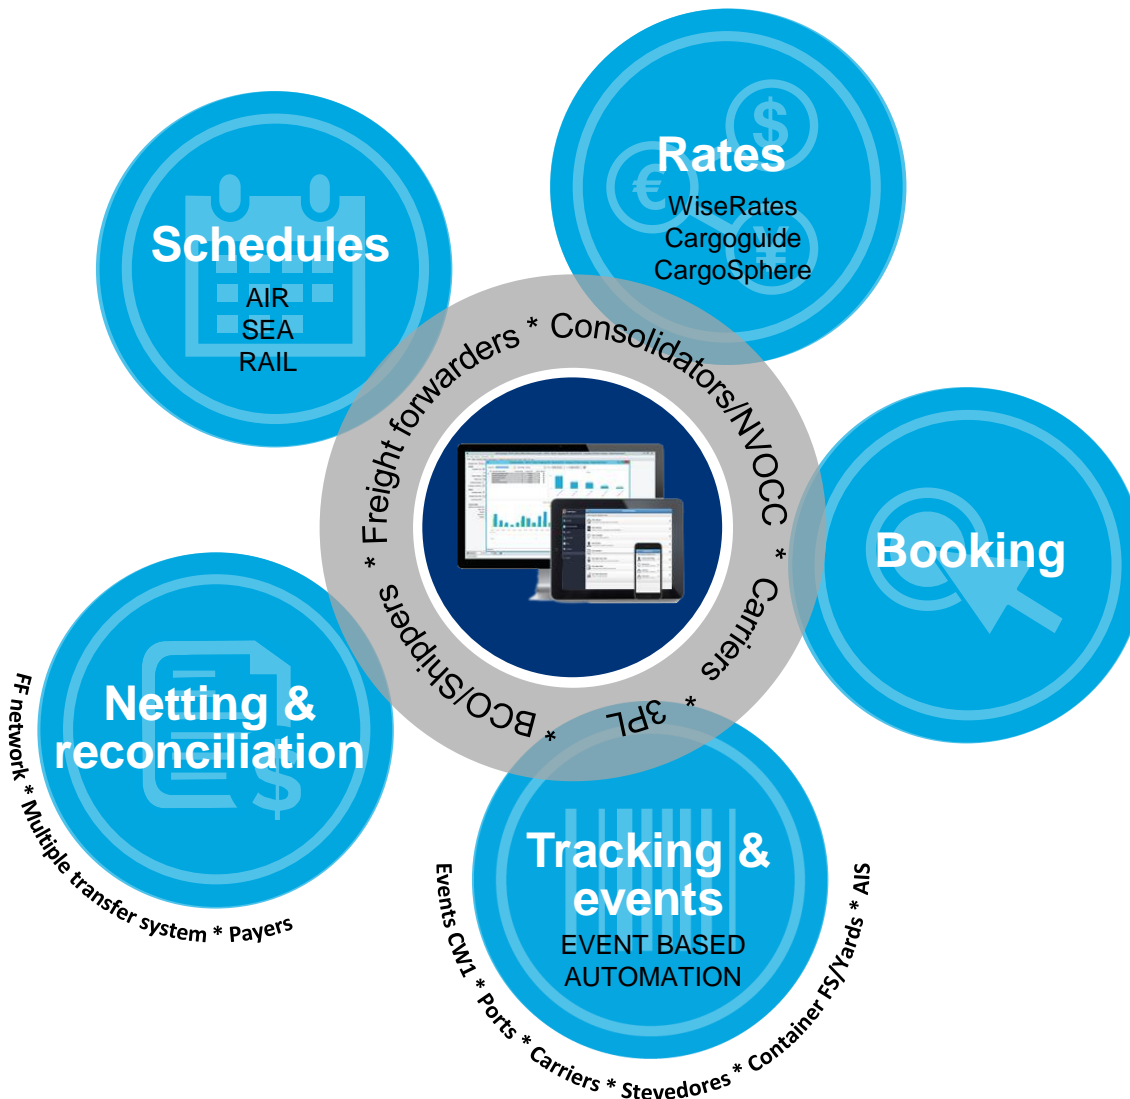 Schedules
AIR
SEA
RAIL
Rates
WiseRates
Cargoguide
CargoSphere
* Freight forwarders * Consolidators/NVOCC * Carriers * 3PL * BCO/Shippers
Booking
Netting &
reconciliation
FF network * Multiple transfer system * Payers
Tracking &
events
EVENT BASED
AUTOMATION
Events CW1 * Ports * Carriers * Stevedores * Container FS/Yards * AIS
$
€
¥
$